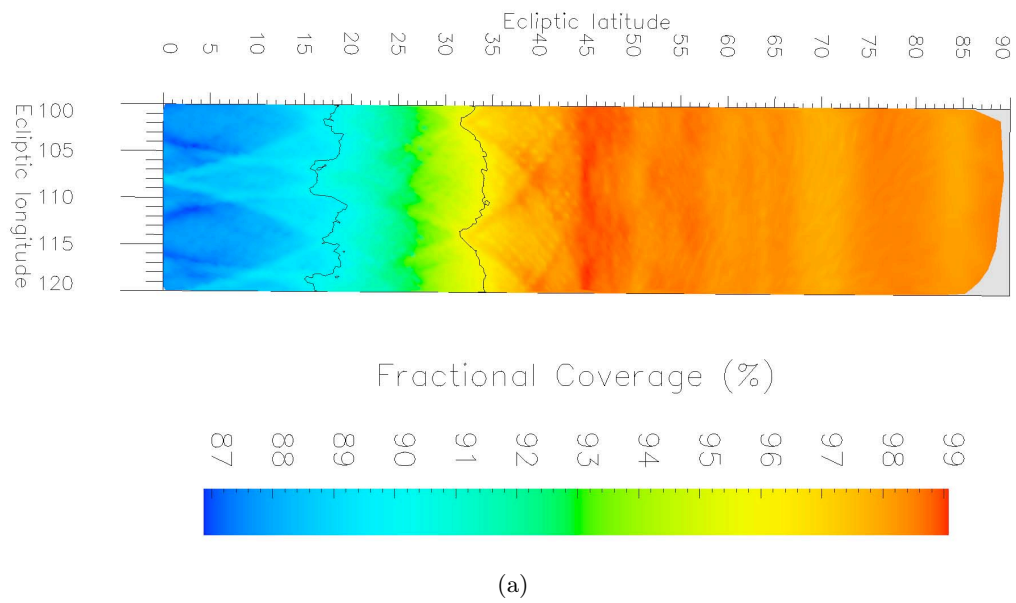 Ecliptic latitude
0 5 10 15 20 25 30 35 40 45 50 55 60 65 70 75 80 85 90
Ecliptic longitude
100
105
110
115
120
Fractional Coverage (%)
87 88 89 90 91 92 93 94 95 96 97 98 99
(a)